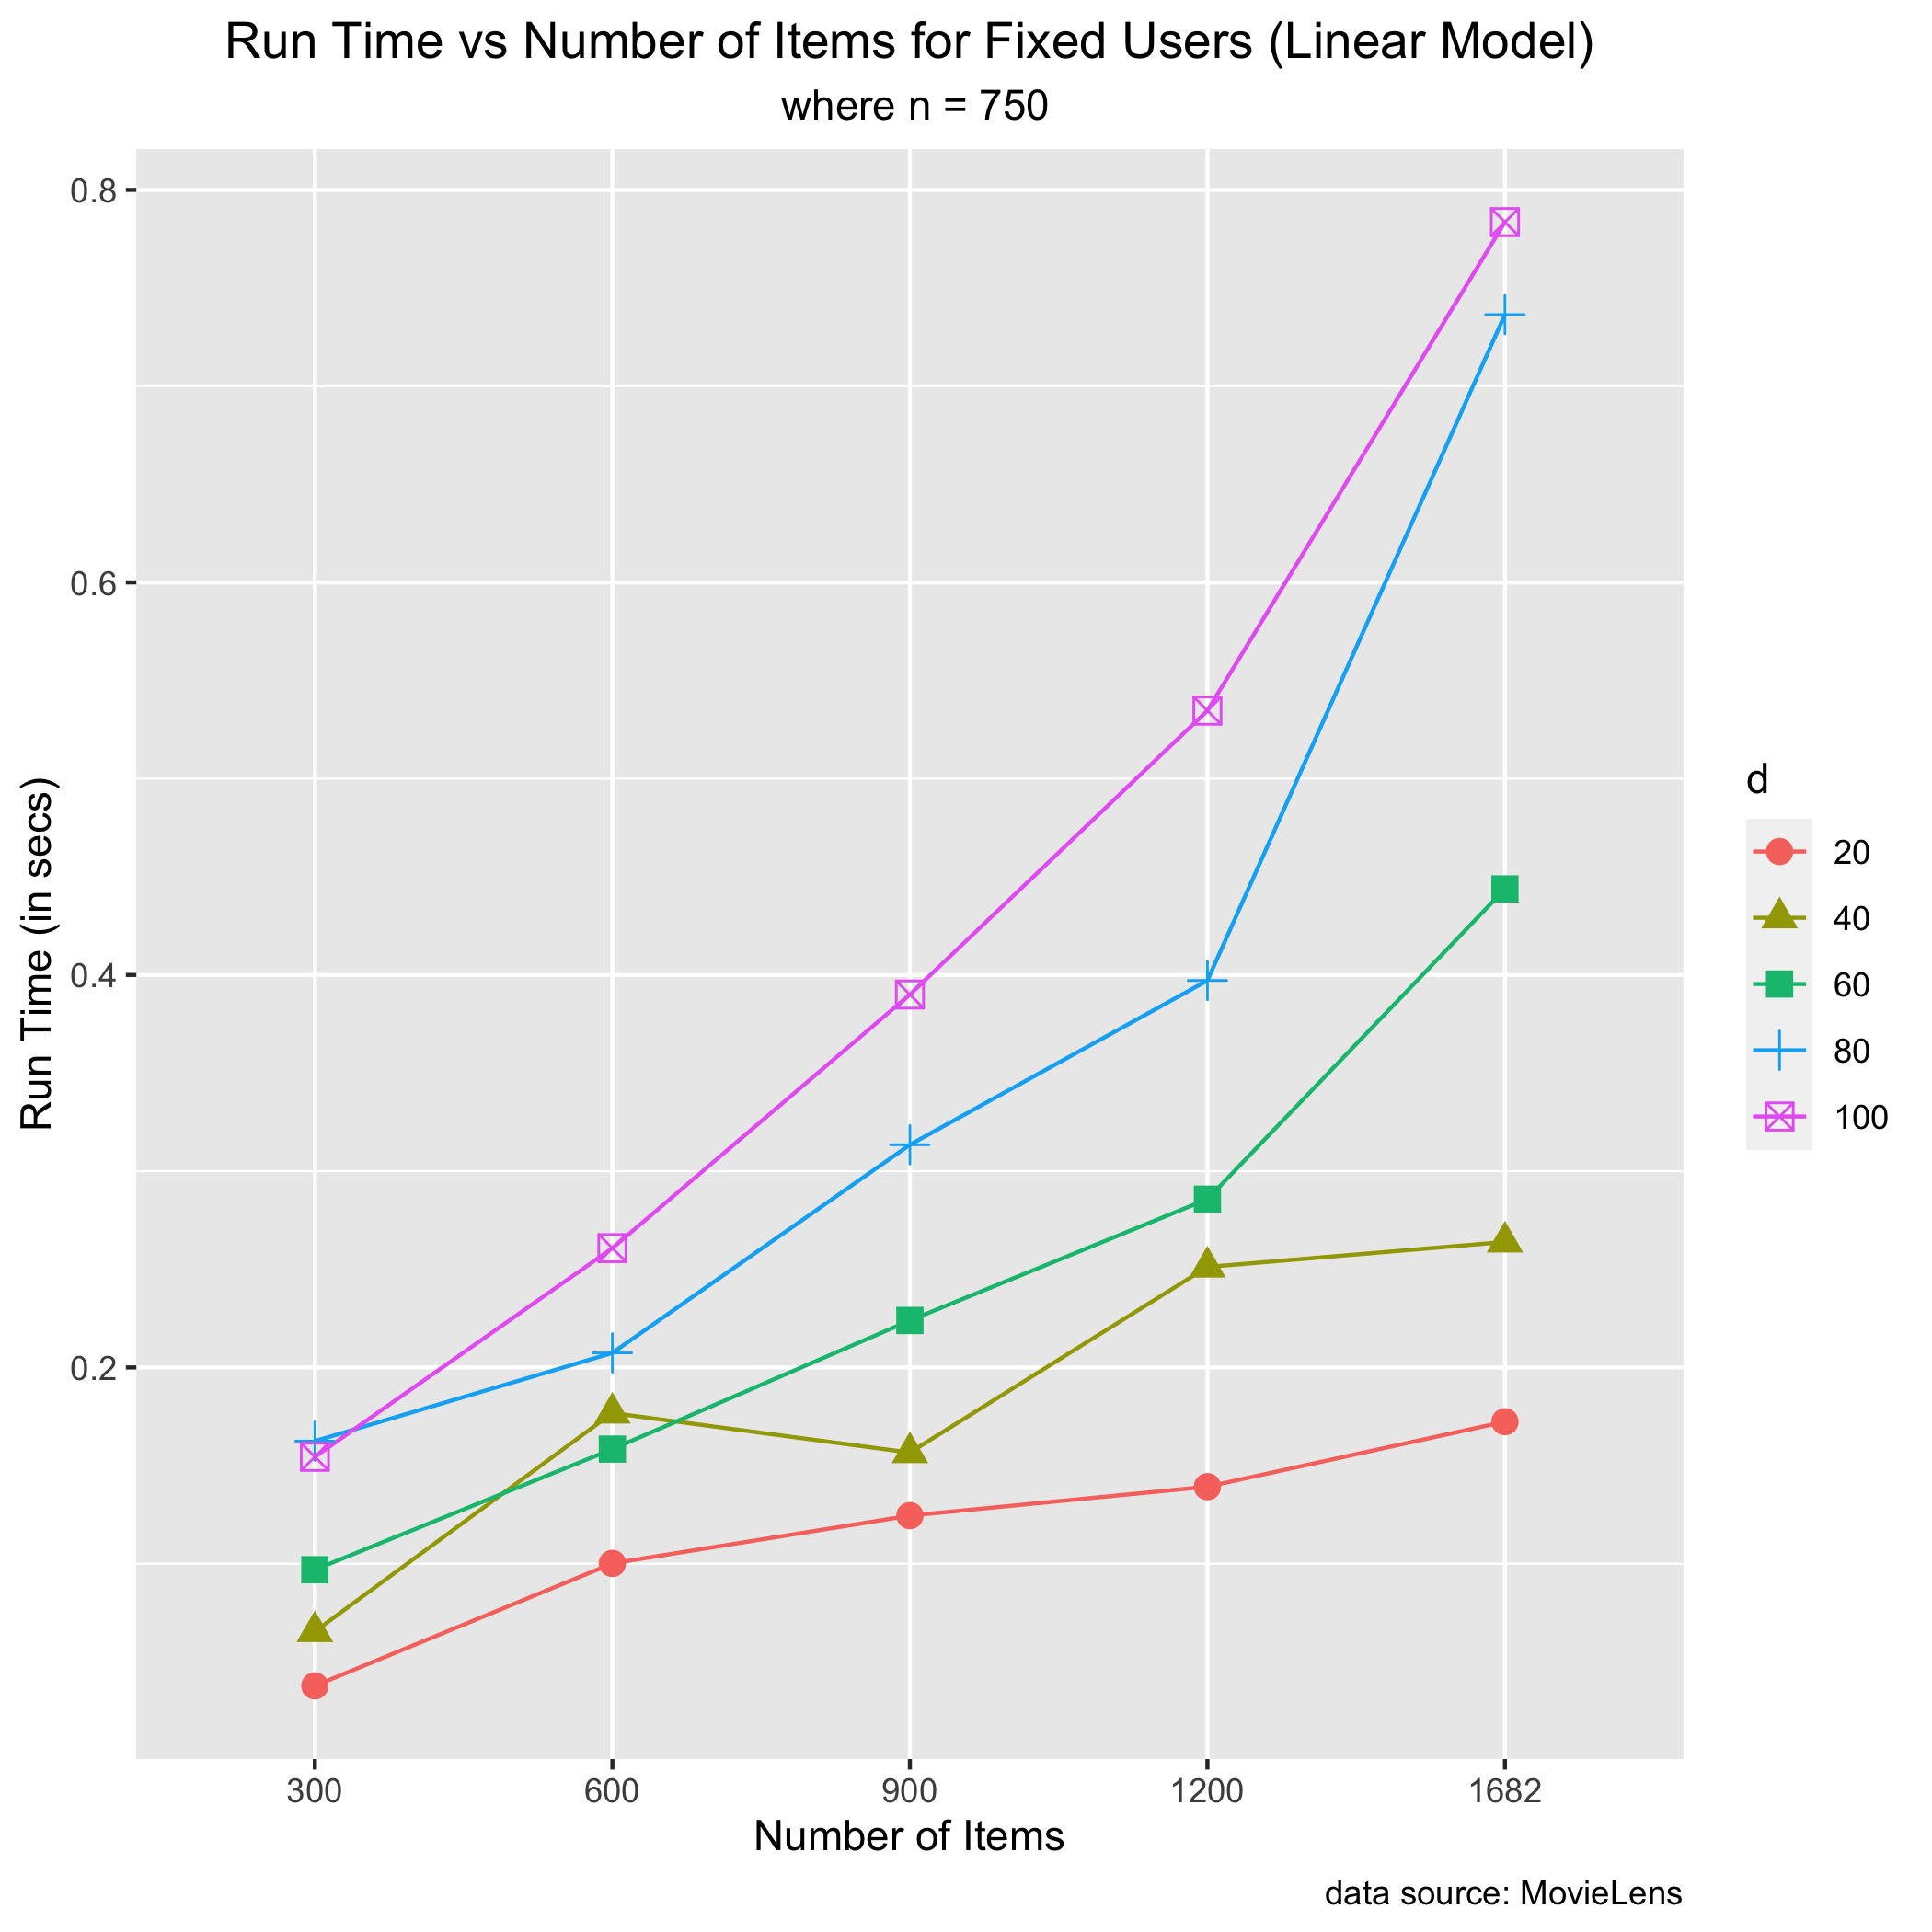 Run Time vs Number of Items for Fixed Users (Linear Model)
where n = 750
Run Time (in secs)
0.8
0.6
0.4
0.2
300 600 900 1200 1682
Number of Items
d
20
40
60
80
100
data source: MovieLens